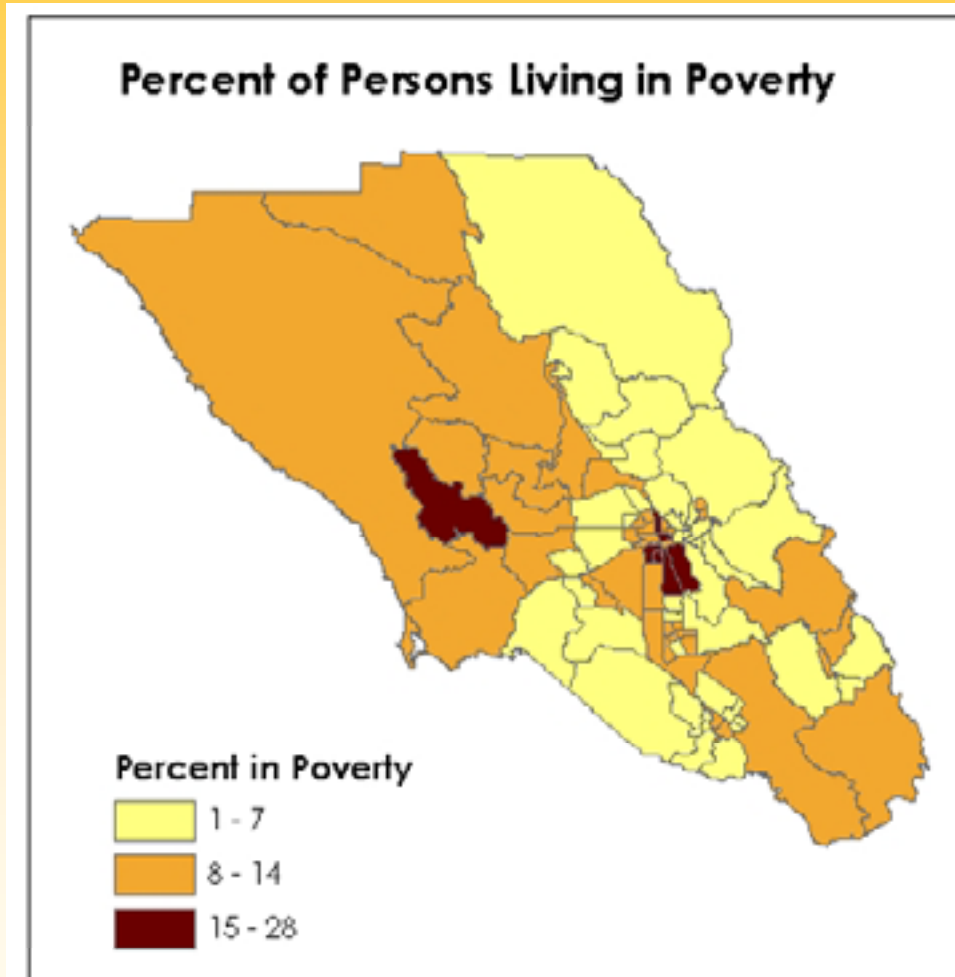 Percent of Persons Living in Poverty
Percent in Poverty
1 - 7
8 - 14
15 - 28